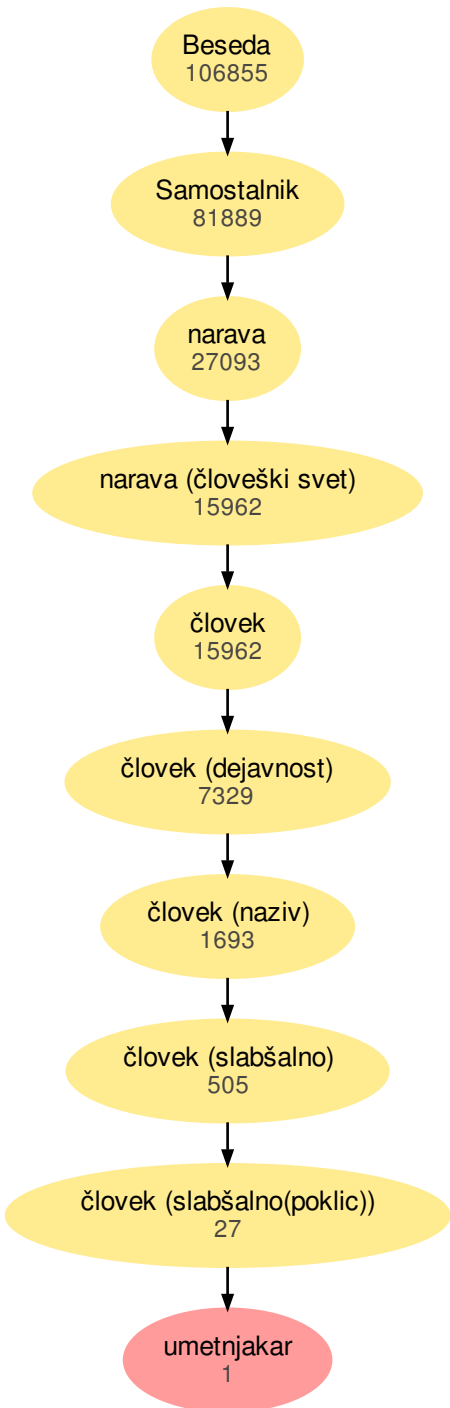 Beseda
106855
Samostalnik
81889
narava
27093
narava (človeški svet)
15962
človek
15962
človek (dejavnost)
7329
človek (naziv)
1693
človek (slabšalno)
505
človek (slabšalno(poklic))
27
umetnjakar
1